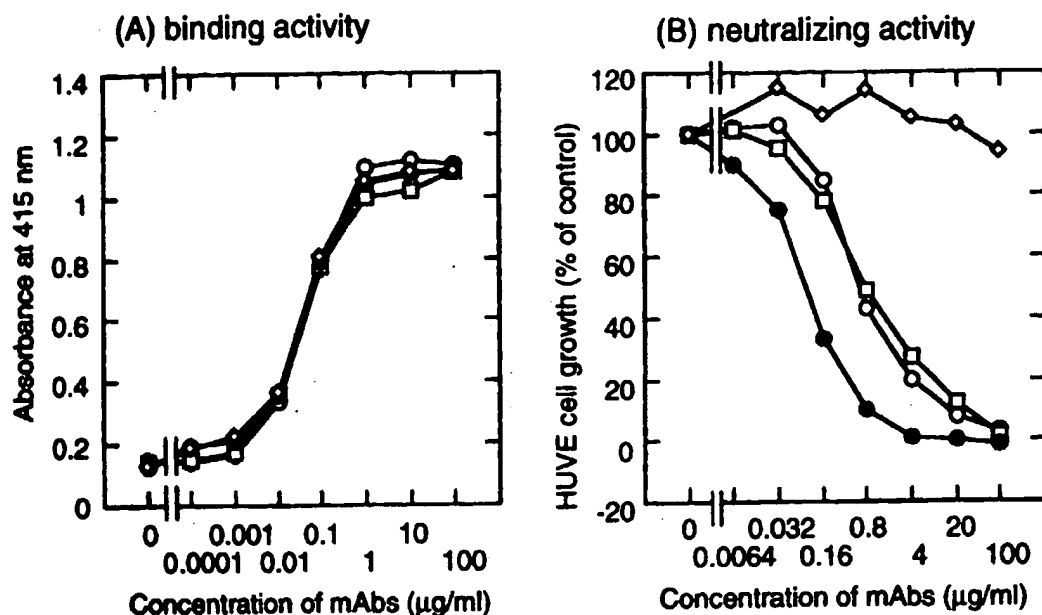 (A) binding activity
1.4
1.2
1
0.8
0.6
0.4
0.2
0
Absorbance at 415 nm
0 0.001 0.1 10
0.0001 0.01 1 100
Concentration of mAbs (µg/ml)
(B) neutralizing activity
120
100
80
60
40
20
0
-20
HUVE cell growth (% of control)
0 0.032 0.8 20
0.0064 0.16 4 100
Concentration of mAbs (µg/ml)